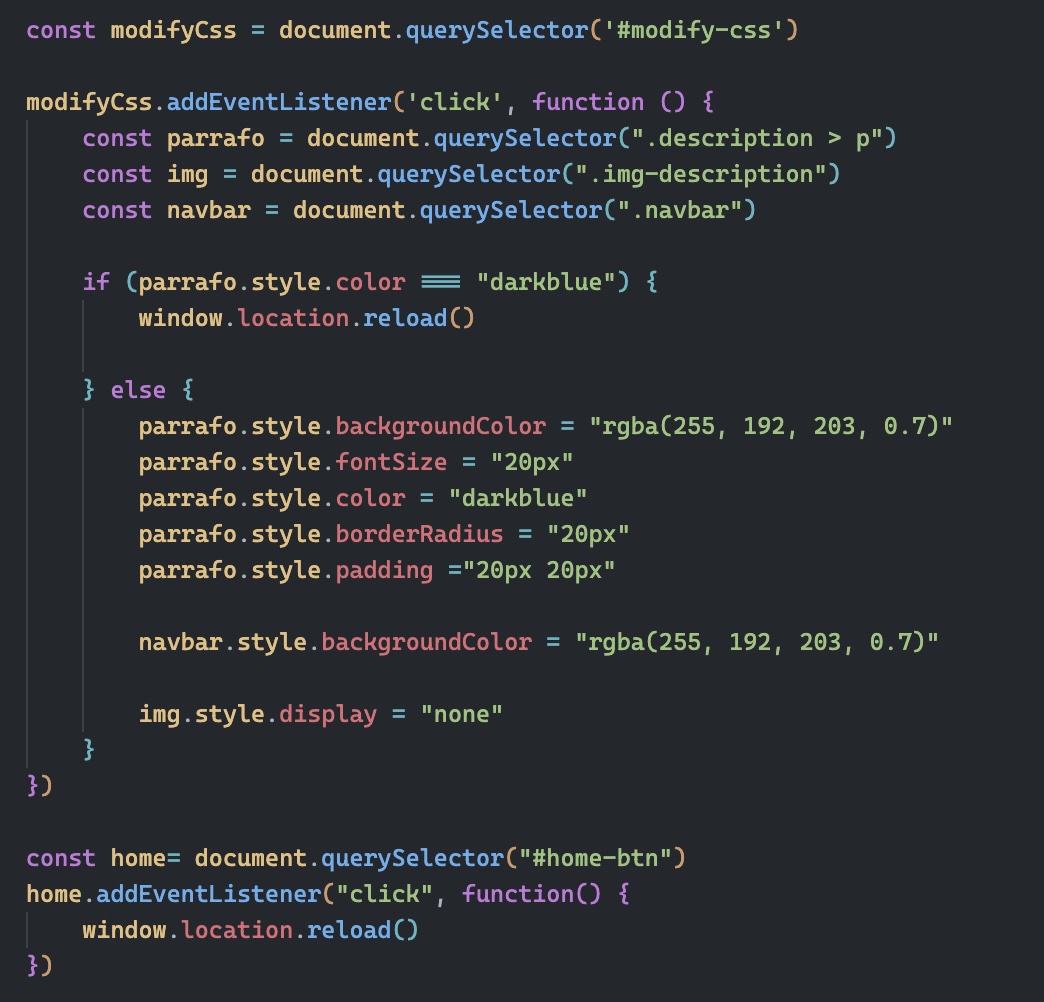 const modifyCss = document.querySelector('#modify-css')

modifyCss.addEventListener('click', function () {
    const parrafo = document.querySelector(".description > p")
    const img = document.querySelector(".img-description")
    const navbar = document.querySelector(".navbar")

    if (parrafo.style.color === "darkblue") {
        window.location.reload()

    } else {
        parrafo.style.backgroundColor = "rgba(255, 192, 203, 0.7)"
        parrafo.style.fontSize = "20px"
        parrafo.style.color = "darkblue"
        parrafo.style.borderRadius = "20px"
        parrafo.style.padding ="20px 20px"

        navbar.style.backgroundColor = "rgba(255, 192, 203, 0.7)"

        img.style.display = "none"
    }
})

const home= document.querySelector("#home-btn")
home.addEventListener("click", function() {
    window.location.reload()
})